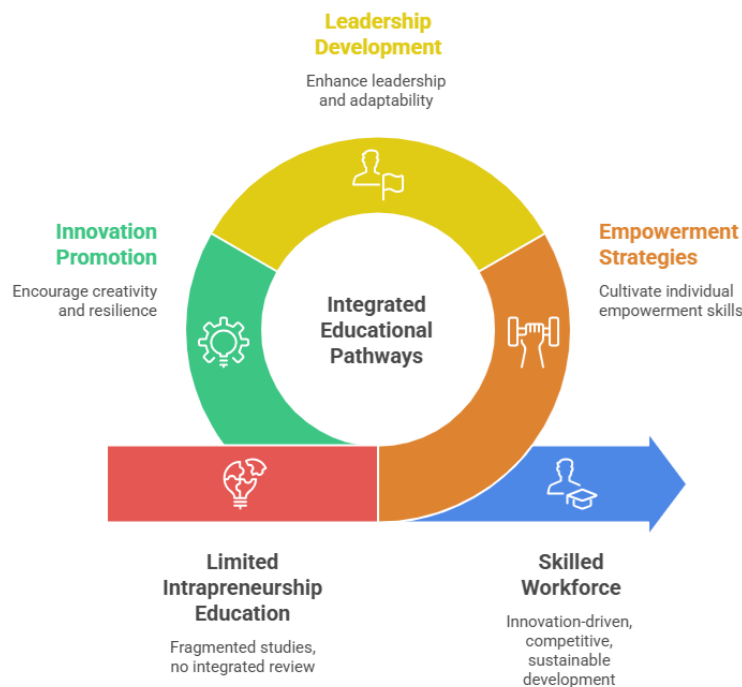 Leadership
Development
Enhance leadership
and adaptability
Innovation
Promotion
Encourage creativity
and resilience
Empowerment
Strategies
Cultivate individual
empowerment skills
Integrated
Educational
Pathways
Limited
Intrapreneurship
Education
Fragmented studies,
no integrated review
Skilled
Workforce
Innovation-driven,
competitive,
sustainable
development